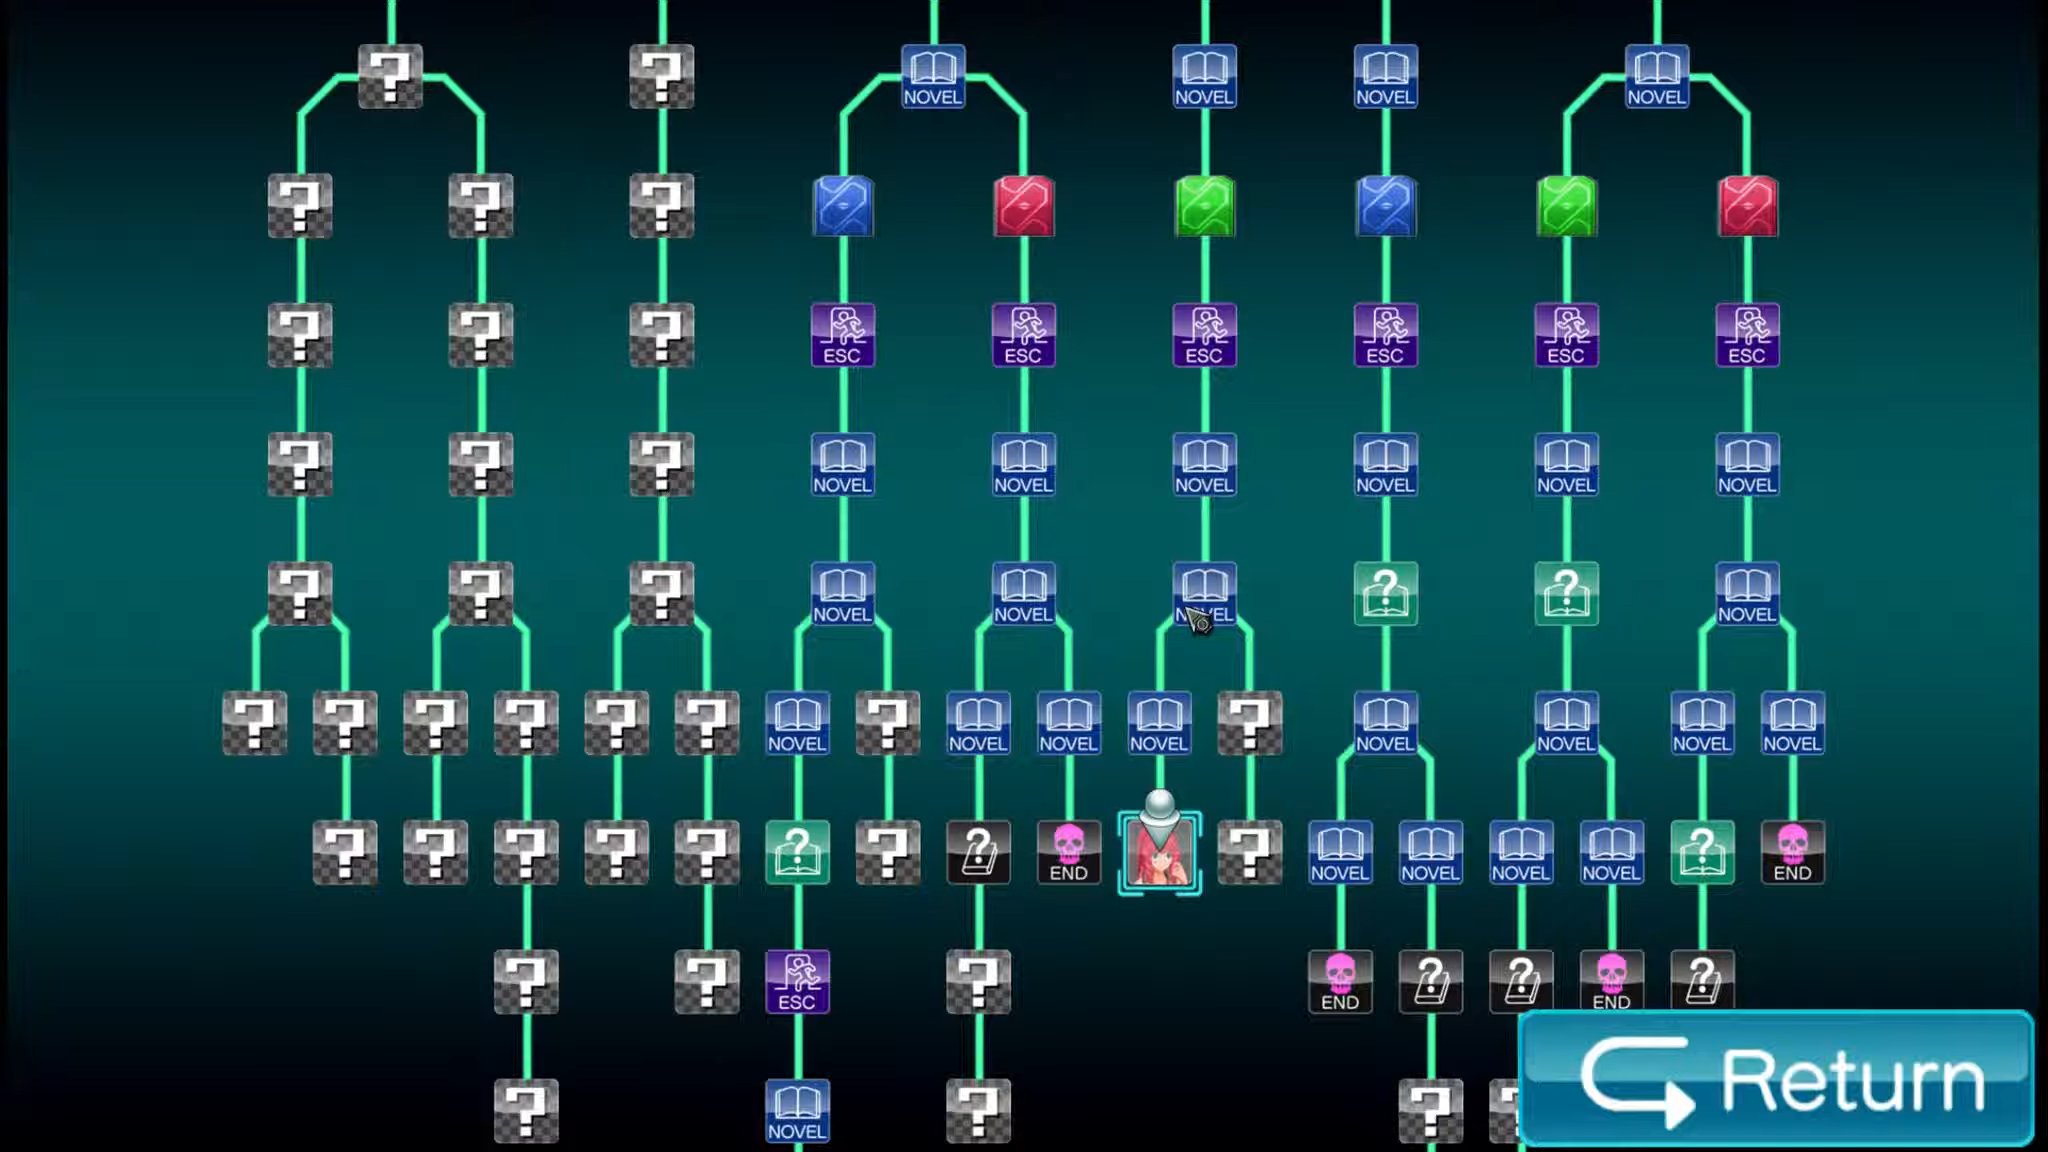 ? ? NOVEL NOVEL NOVEL NOVEL
? ? ?
? ? ? ESC ESC ESC ESC ESC ESC
? ? ? NOVEL NOVEL NOVEL NOVEL NOVEL NOVEL
? ? ? NOVEL NOVEL NOVEL ? ? NOVEL
? ? ? ? ? ? NOVEL ? NOVEL NOVEL NOVEL ? NOVEL NOVEL NOVEL NOVEL
? ? ? ? ? ? ? ? END ? NOVEL NOVEL NOVEL NOVEL ? END
? ? ESC ? END ? ? END ?
? NOVEL ? ? ?
Return